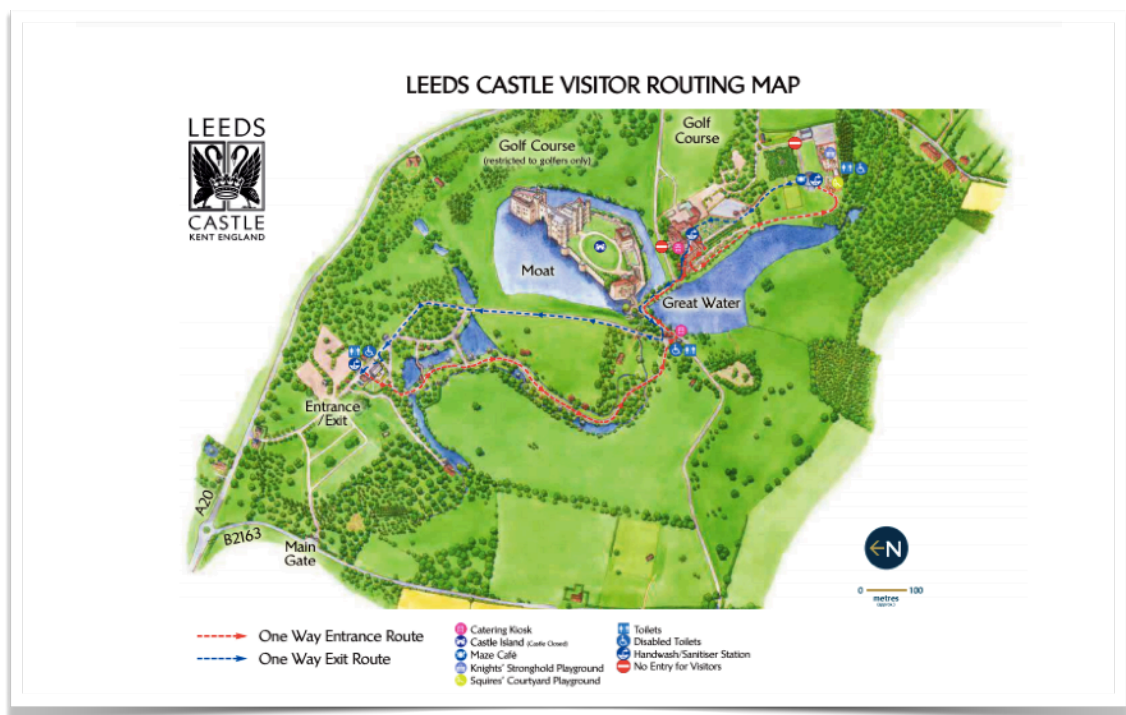 LEEDS CASTLE VISITOR ROUTING MAP
LEEDS
CASTLE
KENT ENGLAND
Golf Course
(restricted to golfers only)
Golf
Course
Moat
Great Water
Entrance
/Exit
A20
B2163
Main
Gate
N
0 100
metres
One Way Entrance Route
One Way Exit Route
Catering Kiosk
Castle Island (Castle Closed)
Maze Café
Knights' Stronghold Playground
Squires' Courtyard Playground
Toilets
Disabled Toilets
Handwash/Sanitiser Station
No Entry for Visitors